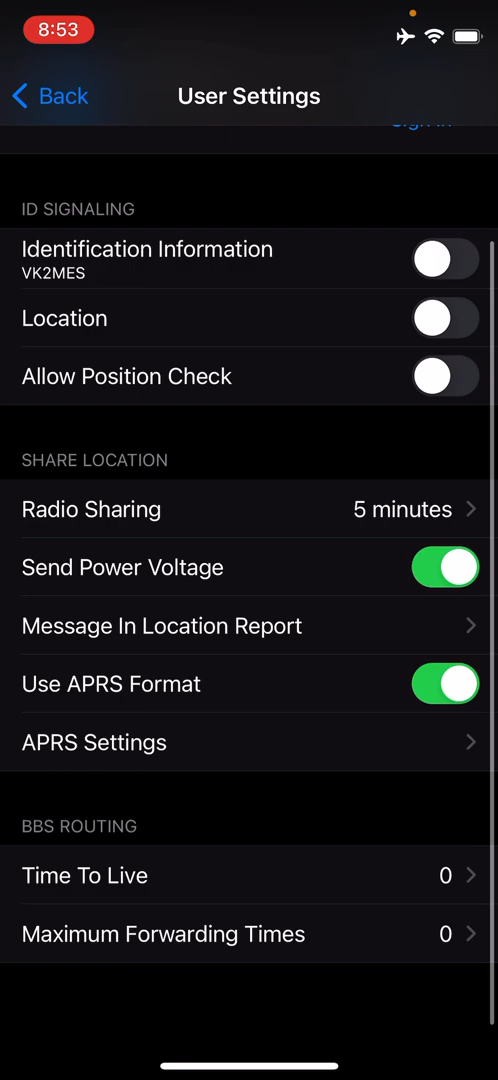 8:53
Back
User Settings
Sign In
ID SIGNALING
Identification Information
VK2MES
Location
Allow Position Check
SHARE LOCATION
Radio Sharing 5 minutes
Send Power Voltage
Message In Location Report
Use APRS Format
APRS Settings
BBS ROUTING
Time To Live 0
Maximum Forwarding Times 0